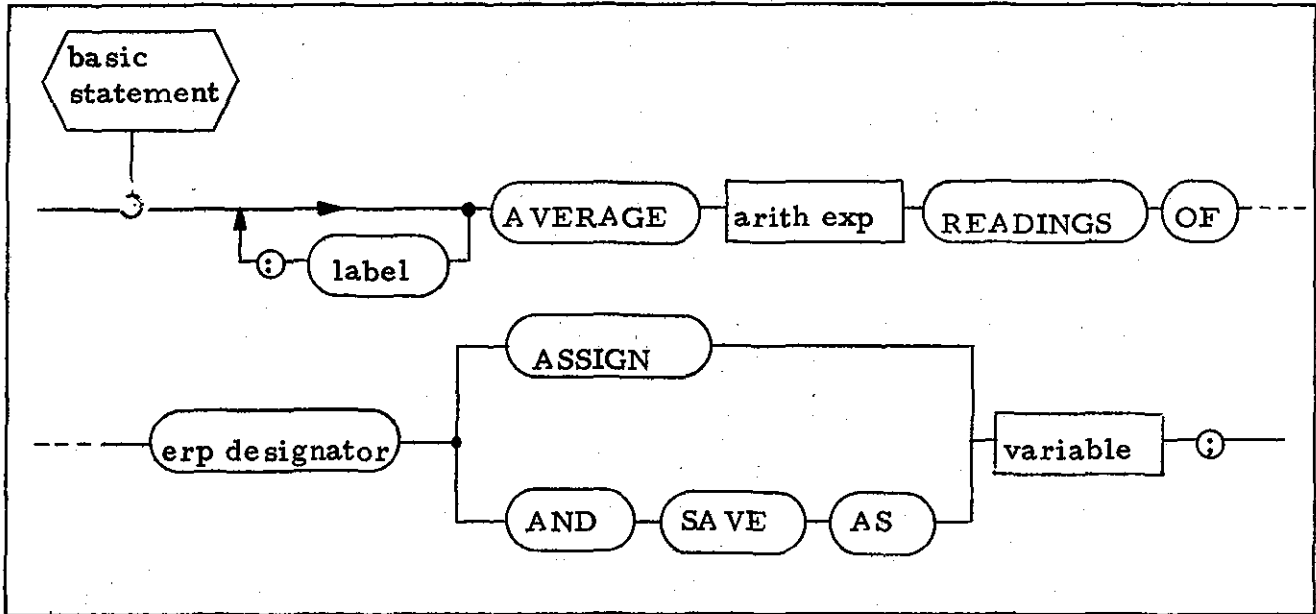 basic
statement
AVERAGE arith exp READINGS OF
: label
ASSIGN
erp designator variable ;
AND SAVE AS